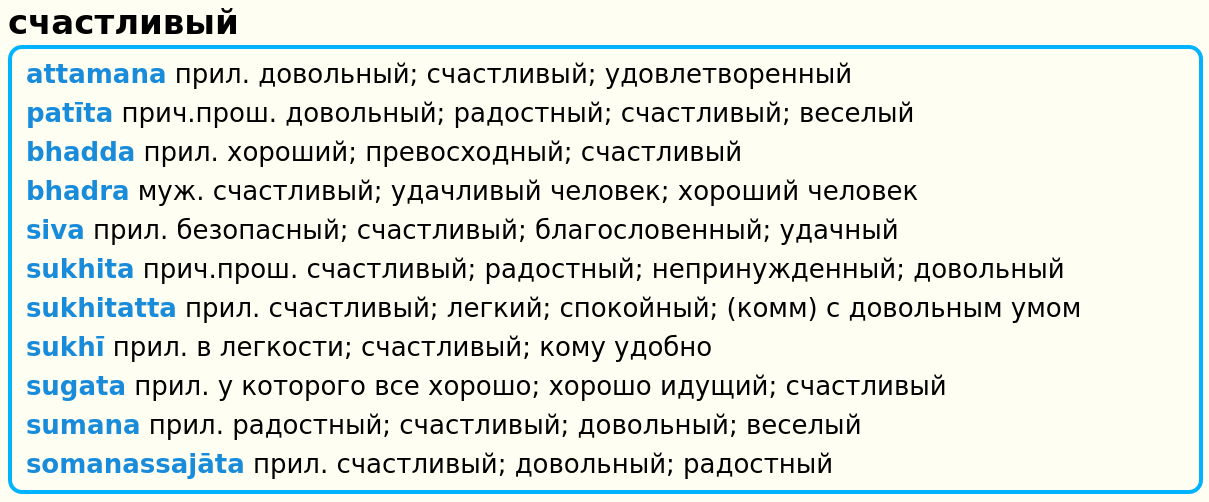 счастливый
attamana прил. довольный; счастливый; удовлетворенный
patīta прич.прош. довольный; радостный; счастливый; веселый
bhadda прил. хороший; превосходный; счастливый
bhadra муж. счастливый; удачливый человек; хороший человек
siva прил. безопасный; счастливый; благословенный; удачный
sukhita прич.прош. счастливый; радостный; непринужденный; довольный
sukhitatta прил. счастливый; легкий; спокойный; (комм) с довольным умом
sukhī прил. в легкости; счастливый; кому удобно
sugata прил. у которого все хорошо; хорошо идущий; счастливый
sumana прил. радостный; счастливый; довольный; веселый
somanassajāta прил. счастливый; довольный; радостный